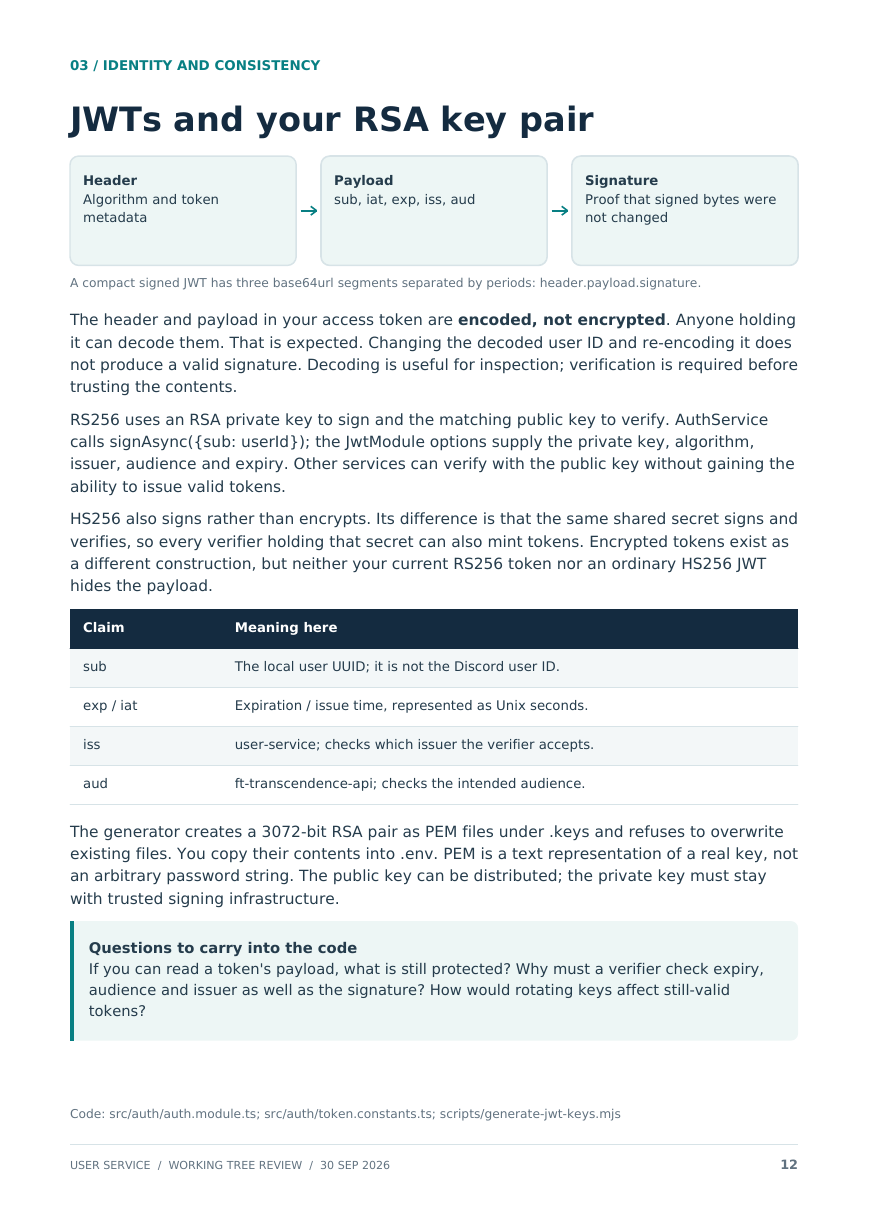 03 / IDENTITY AND CONSISTENCY
JWTs and your RSA key pair
Header
Algorithm and token
metadata
→
Payload
sub, iat, exp, iss, aud
→
Signature
Proof that signed bytes were
not changed
A compact signed JWT has three base64url segments separated by periods: header.payload.signature.
The header and payload in your access token are encoded, not encrypted. Anyone holding
it can decode them. That is expected. Changing the decoded user ID and re-encoding it does
not produce a valid signature. Decoding is useful for inspection; verification is required before
trusting the contents.
RS256 uses an RSA private key to sign and the matching public key to verify. AuthService
calls signAsync({sub: userId}); the JwtModule options supply the private key, algorithm,
issuer, audience and expiry. Other services can verify with the public key without gaining the
ability to issue valid tokens.
HS256 also signs rather than encrypts. Its difference is that the same shared secret signs and
verifies, so every verifier holding that secret can also mint tokens. Encrypted tokens exist as
a different construction, but neither your current RS256 token nor an ordinary HS256 JWT
hides the payload.
Claim Meaning here
sub The local user UUID; it is not the Discord user ID.
exp / iat Expiration / issue time, represented as Unix seconds.
iss user-service; checks which issuer the verifier accepts.
aud ft-transcendence-api; checks the intended audience.
The generator creates a 3072-bit RSA pair as PEM files under .keys and refuses to overwrite
existing files. You copy their contents into .env. PEM is a text representation of a real key, not
an arbitrary password string. The public key can be distributed; the private key must stay
with trusted signing infrastructure.
Questions to carry into the code
If you can read a token's payload, what is still protected? Why must a verifier check expiry,
audience and issuer as well as the signature? How would rotating keys affect still-valid
tokens?
Code: src/auth/auth.module.ts; src/auth/token.constants.ts; scripts/generate-jwt-keys.mjs
USER SERVICE / WORKING TREE REVIEW / 30 SEP 2026 12